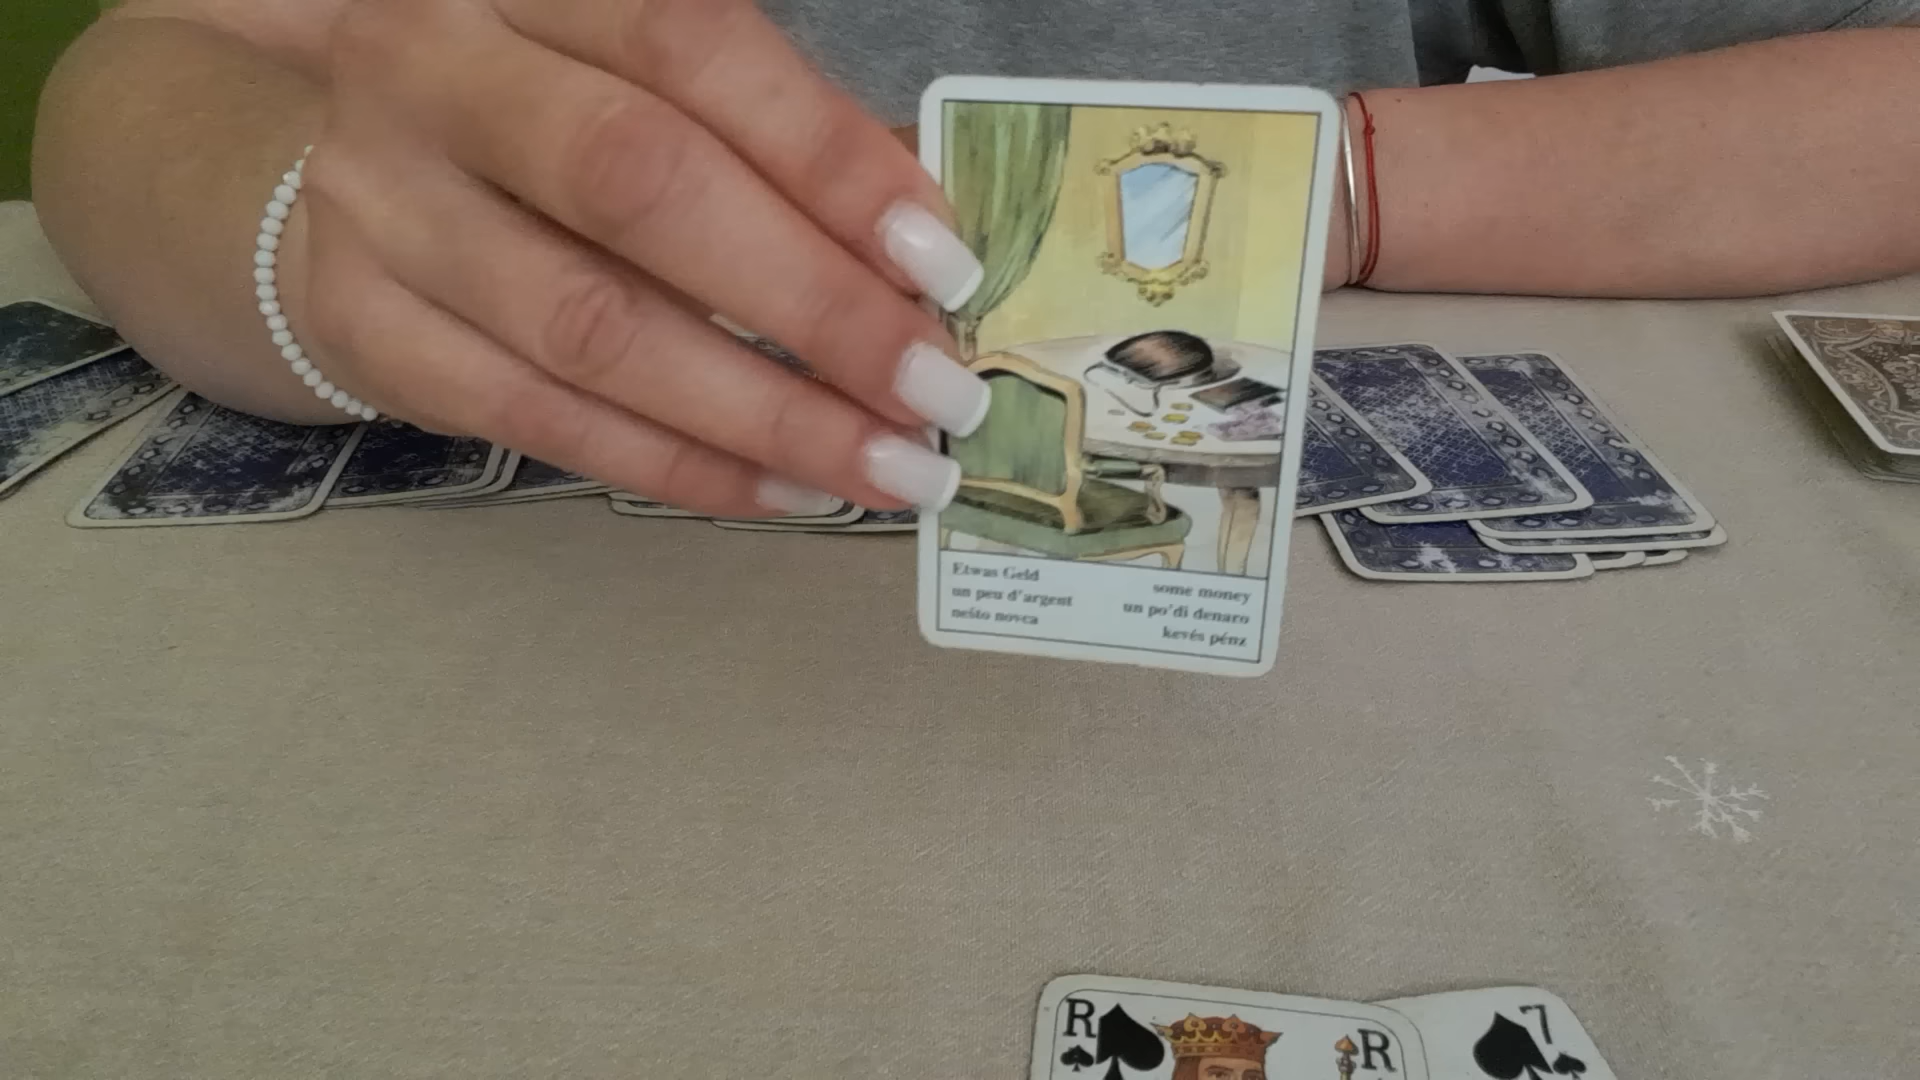 Etwas Geld
un peu d'argent
nešto novca
some money
un po'di denaro
kevés pénz
R
R
7